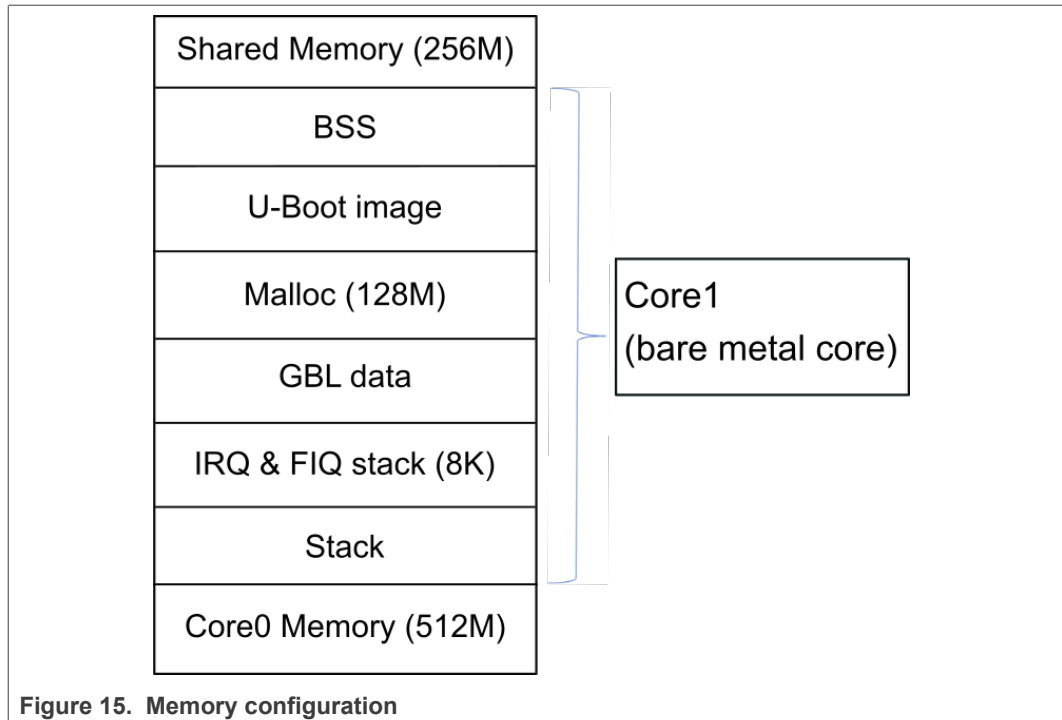 Shared Memory (256M)
BSS
U-Boot image
Malloc (128M)
GBL data
IRQ & FIQ stack (8K)
Stack
Core0 Memory (512M)
Core1
(bare metal core)
Figure 15. Memory configuration